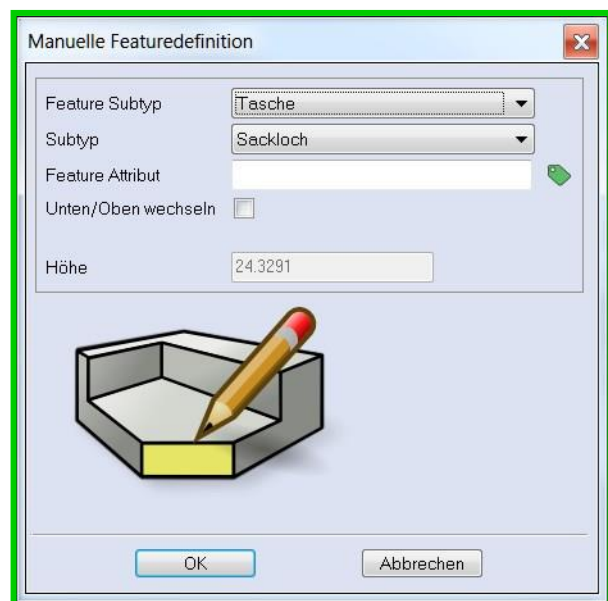 Manuelle Featuredefinition
Feature Subtyp Tasche
Subtyp Sackloch
Feature Attribut
Unten/Oben wechseln
Höhe 24.3291
OK Abbrechen